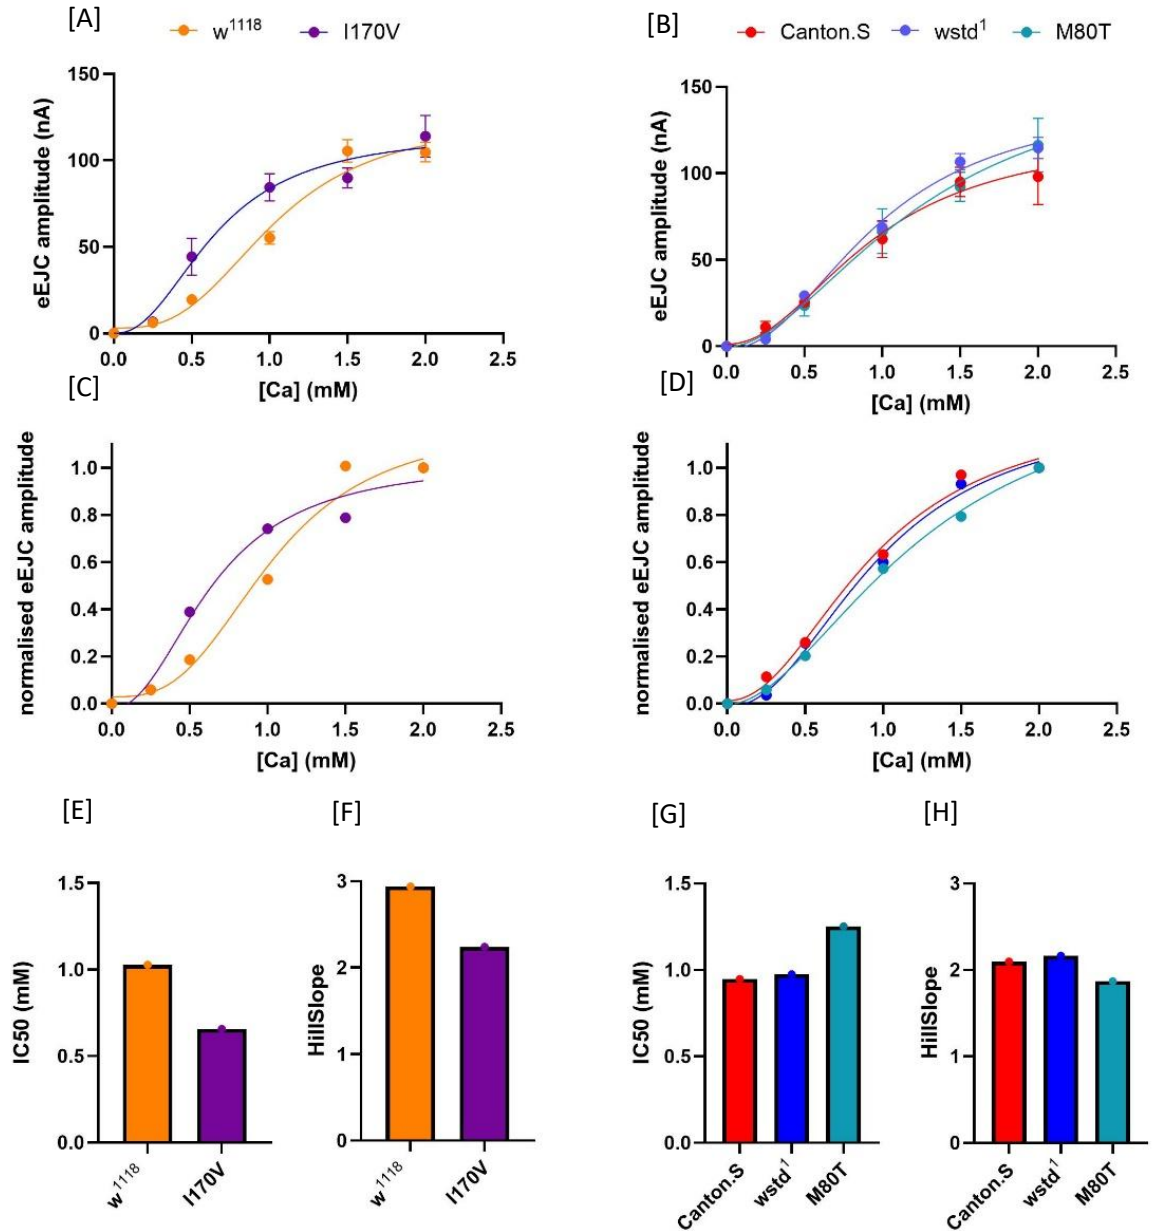 [A]
w1118 I170V
150
100
50
0
0.0 0.5 1.0 1.5 2.0 2.5
eEJC amplitude (nA)
[Ca] (mM)
[B]
Canton.S wstd1 M80T
150
100
50
0
0.0 0.5 1.0 1.5 2.0 2.5
eEJC amplitude (nA)
[Ca] (mM)
[C]
1.0
0.8
0.6
0.4
0.2
0.0
0.0 0.5 1.0 1.5 2.0 2.5
normalised eEJC amplitude
[Ca] (mM)
[D]
1.0
0.8
0.6
0.4
0.2
0.0
0.0 0.5 1.0 1.5 2.0 2.5
normalised eEJC amplitude
[Ca] (mM)
[E]
1.5
1.0
0.5
0.0
IC50 (mM)
w1118 I170V
[F]
3
2
1
0
HillSlope
w1118 I170V
[G]
1.5
1.0
0.5
0.0
IC50 (mM)
Canton.S wstd1 M80T
[H]
3
2
1
0
HillSlope
Canton.S wstd1 M80T